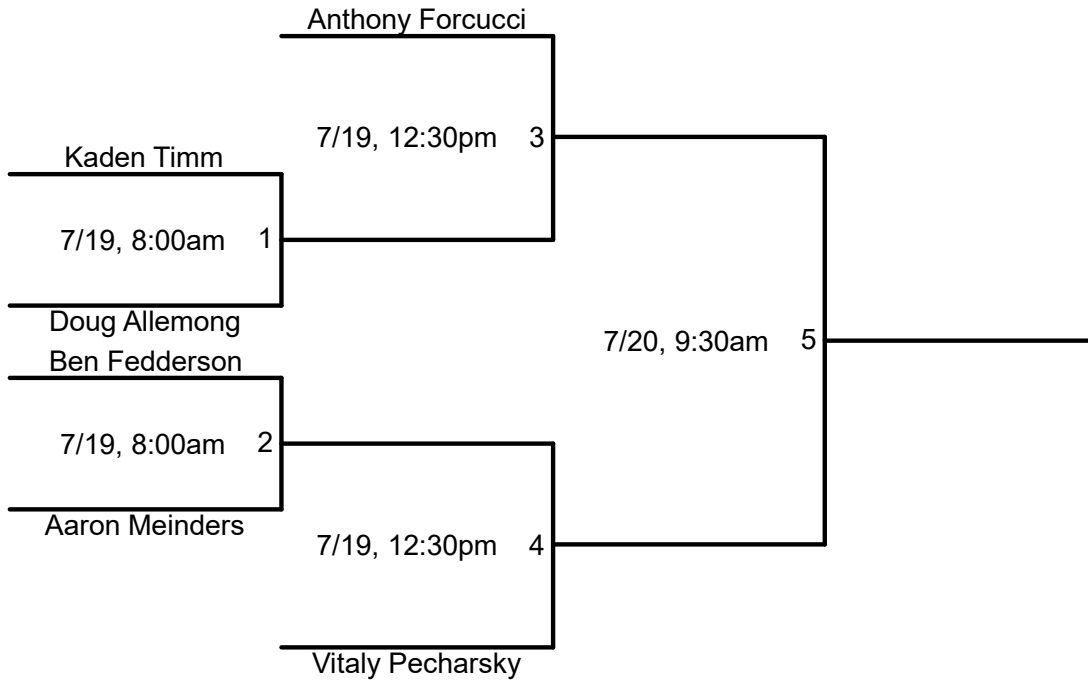 Anthony Forcucci
7/19, 12:30pm 3
Kaden Timm
7/19, 8:00am 1
Doug Allemong
Ben Fedderson
7/20, 9:30am 5
7/19, 8:00am 2
Aaron Meinders
7/19, 12:30pm 4
Vitaly Pecharsky